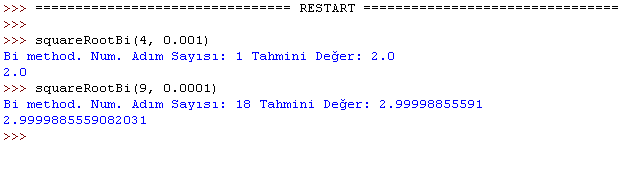 >>> ================================ RESTART ================================
>>>
>>> squareRootBi(4, 0.001)
Bi method. Num. Adım Sayısı: 1 Tahmini Değer: 2.0
2.0
>>> squareRootBi(9, 0.0001)
Bi method. Num. Adım Sayısı: 18 Tahmini Değer: 2.99998855591
2.9999885559082031
>>>